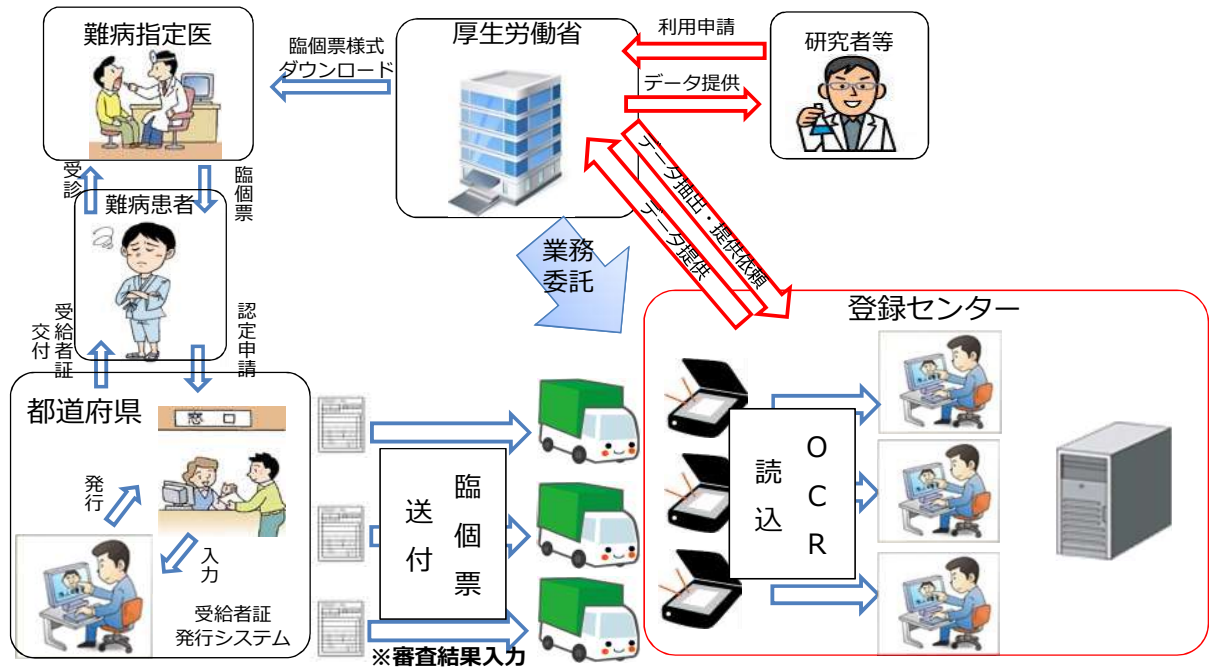 難病指定医
臨個票様式
ダウンロード
厚生労働省
利用申請
データ提供
研究者等
受診
臨個票
難病患者
データ抽出・提供依頼
データ提供
業務
委託
受給者証
交付
認定申請
都道府県
窓口
発行
入力
受給者証
発行システム
臨個票
送付
※審査結果入力
登録センター
OCR
読込